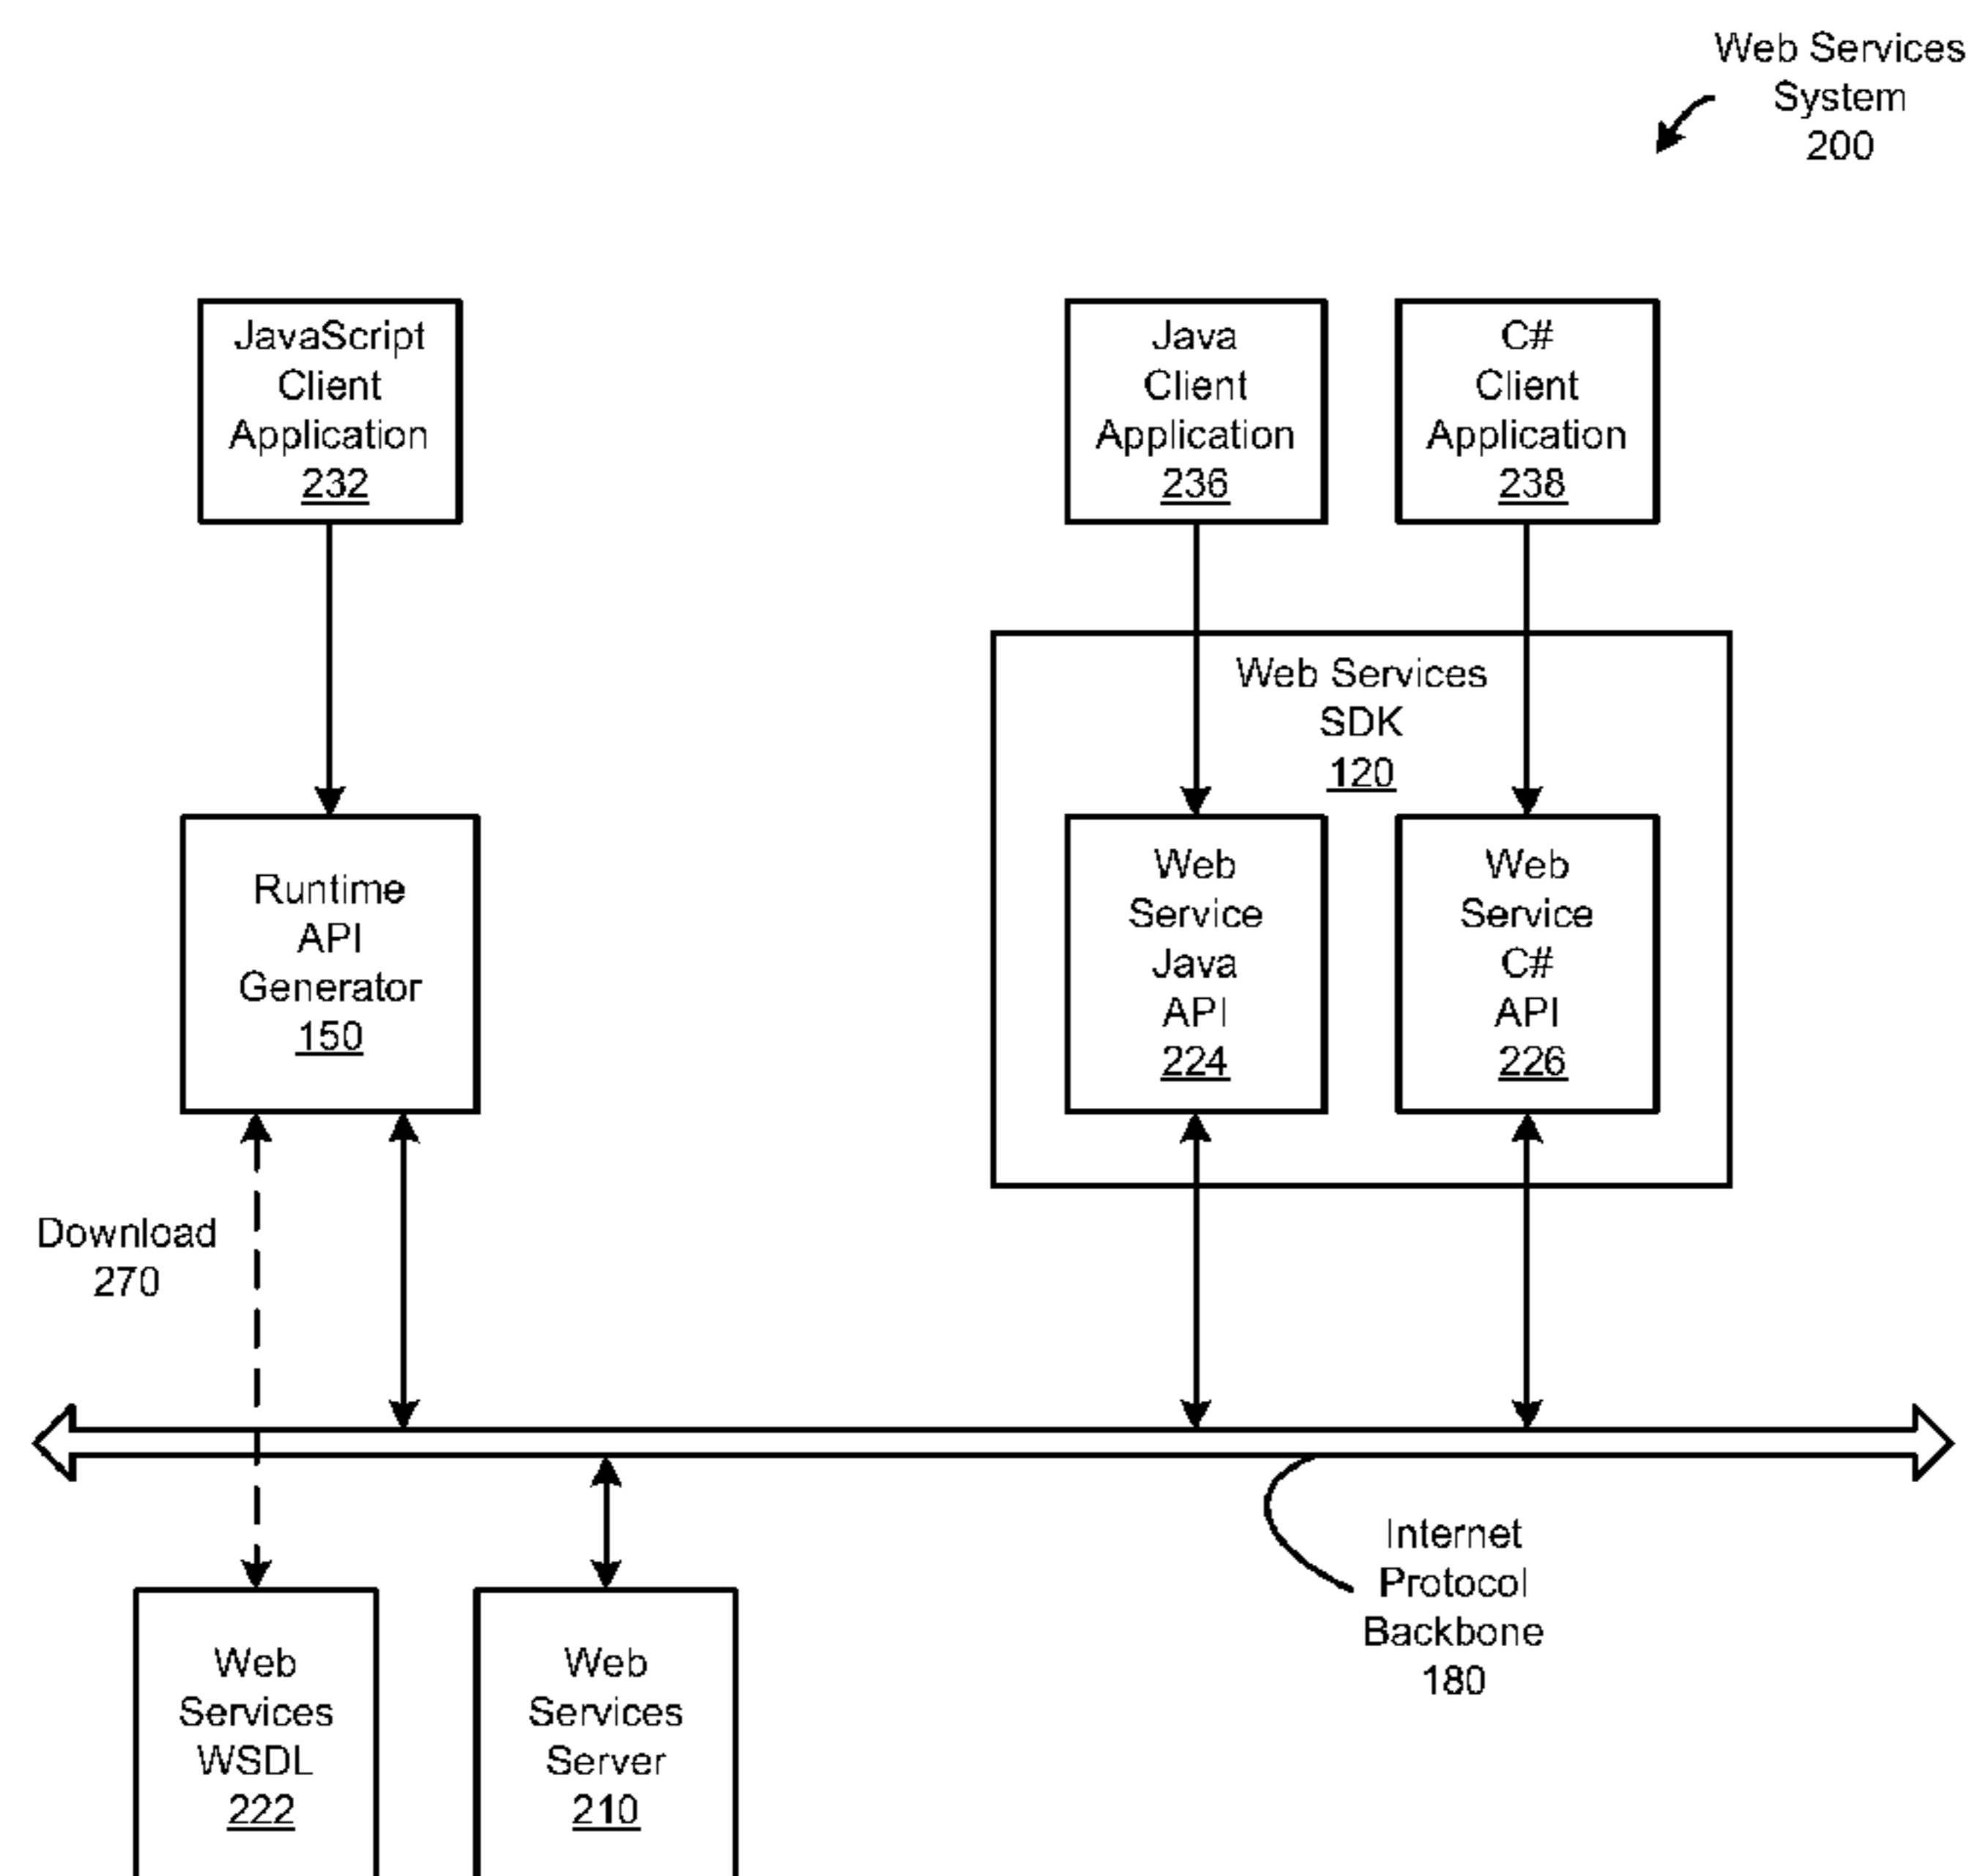 Web Services
System
200
JavaScript
Client
Application
232
Java
Client
Application
236
C#
Client
Application
238
Web Services
SDK
120
Runtime
API
Generator
150
Web
Service
Java
API
224
Web
Service
C#
API
226
Download
270
Internet
Protocol
Backbone
180
Web
Services
WSDL
222
Web
Services
Server
210